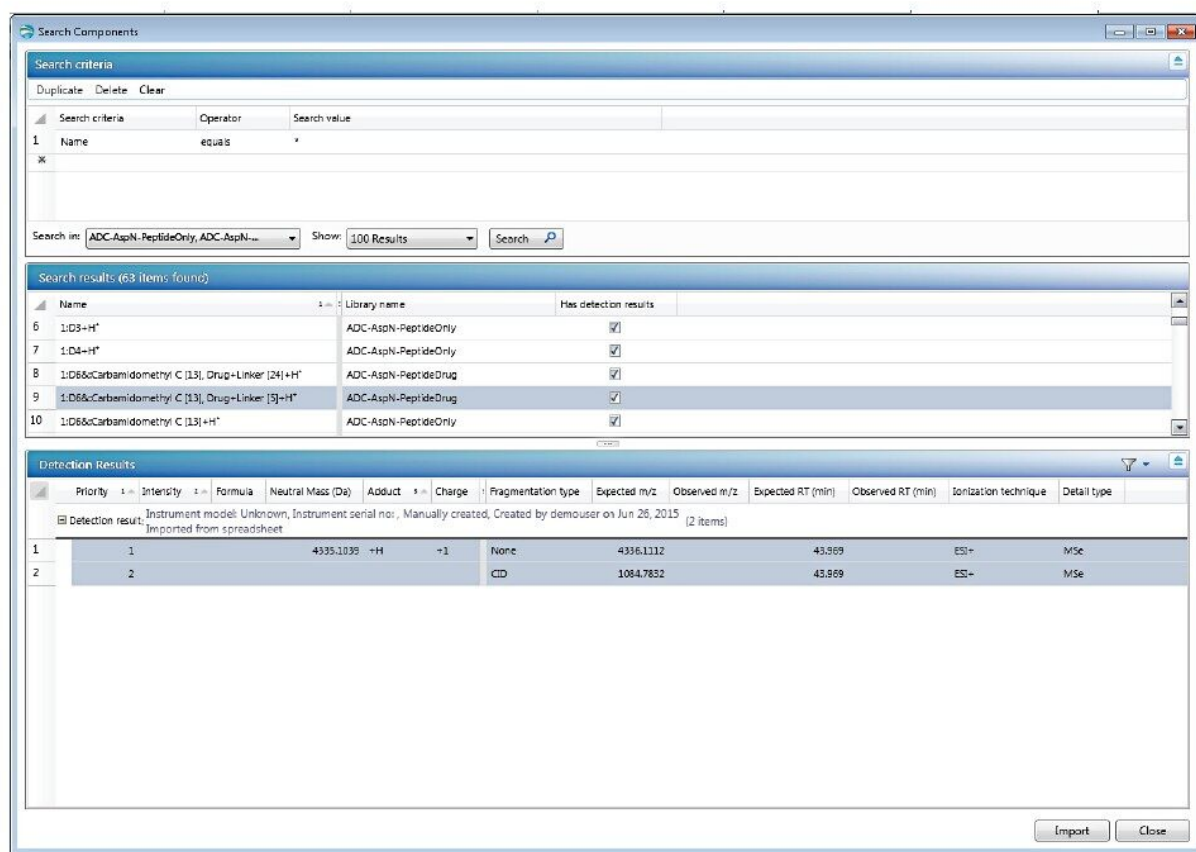 Search Components
Search criteria
Duplicate Delete Clear
Search criteria Operator Search value
1 Name equals *
Search in: ADC-AspN-PeptideOnly, ADC-AspN-... Show: 100 Results Search
Search results (63 items found)
Name 1 Library name Has detection results
6 1:D3+H⁺ ADC-AspN-PeptideOnly
7 1:D4+H⁺ ADC-AspN-PeptideOnly
8 1:D6&cCarbamidomethyl C [13], Drug+Linker [24]+H⁺ ADC-AspN-PeptideDrug
9 1:D6&cCarbamidomethyl C [13], Drug+Linker [5]+H⁺ ADC-AspN-PeptideDrug
10 1:D6&cCarbamidomethyl C [13]+H⁺ ADC-AspN-PeptideOnly
Detection Results
Priority 1 Intensity Formula Neutral Mass (Da) Adduct Charge Fragmentation type Expected m/z Observed m/z Expected RT (min) Observed RT (min) Ionization technique Detail type
Detection result: Instrument model: Unknown, Instrument serial no: , Manually created, Created by demouser on Jun 26, 2015 (2 items)
Imported from spreadsheet
1 1 4335.1039 +H +1 None 4336.1112 43.969 ESI+ MSe
2 2 CID 1084.7832 43.969 ESI+ MSe
Import Close